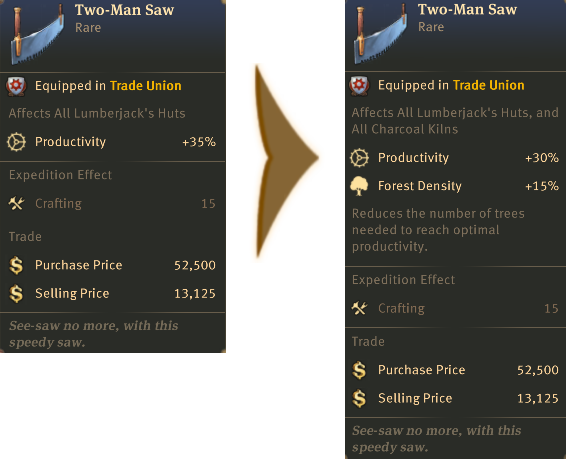 Two-Man Saw
Rare
Equipped in Trade Union
Affects All Lumberjack's Huts
Productivity +35%
Expedition Effect
Crafting 15
Trade
Purchase Price 52,500
Selling Price 13,125
See-saw no more, with this
speedy saw.
Two-Man Saw
Rare
Equipped in Trade Union
Affects All Lumberjack's Huts, and
All Charcoal Kilns
Productivity +30%
Forest Density +15%
Reduces the number of trees
needed to reach optimal
productivity.
Expedition Effect
Crafting 15
Trade
Purchase Price 52,500
Selling Price 13,125
See-saw no more, with this
speedy saw.